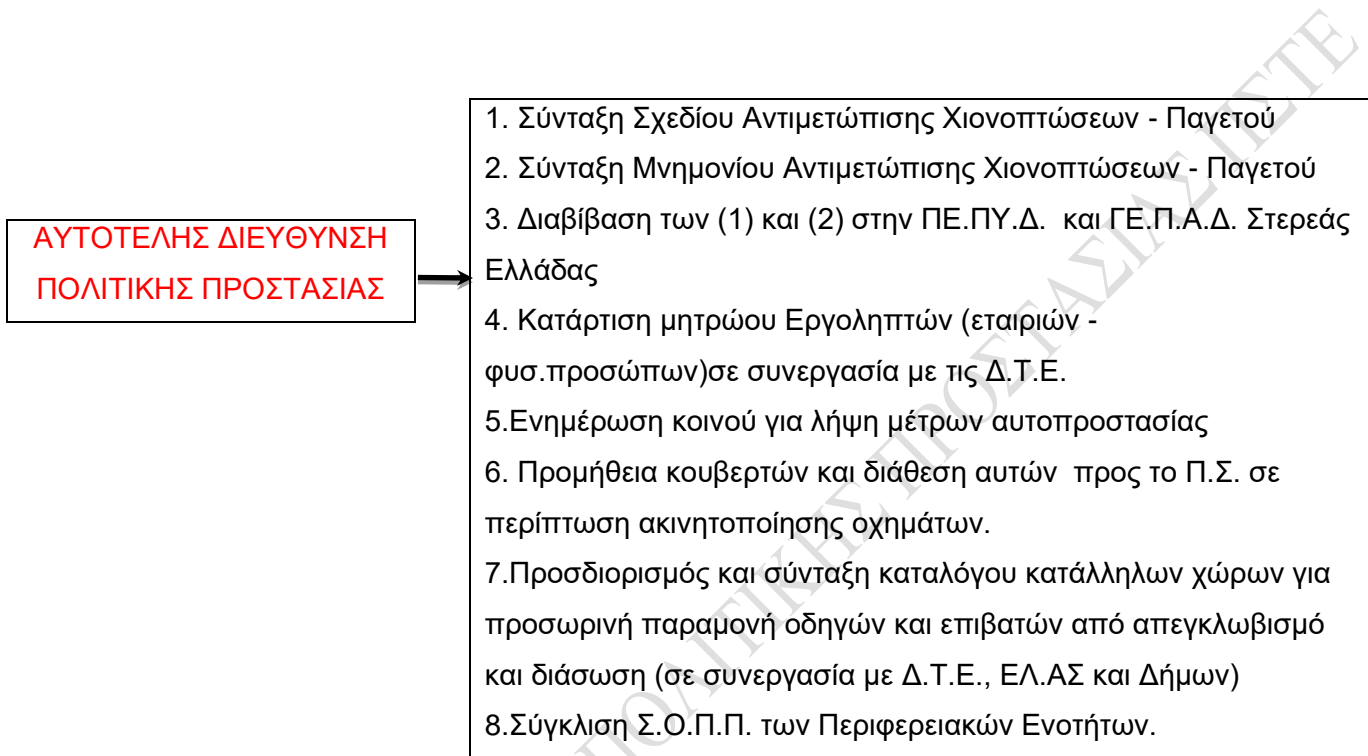 1. Σύνταξη Σχεδίου Αντιμετώπισης Χιονοπτώσεων - Παγετού
2. Σύνταξη Μνημονίου Αντιμετώπισης Χιονοπτώσεων - Παγετού
ΑΥΤΟΤΕΛΗΣ ΔΙΕΥΘΥΝΣΗ
ΠΟΛΙΤΙΚΗΣ ΠΡΟΣΤΑΣΙΑΣ
3. Διαβίβαση των (1) και (2) στην ΠΕ.ΠΥ.Δ. και ΓΕ.Π.Α.Δ. Στερεάς
Ελλάδας
4. Κατάρτιση μητρώου Εργοληπτών (εταιριών -
φυσ.προσώπων)σε συνεργασία με τις Δ.Τ.Ε.
5.Ενημέρωση κοινού για λήψη μέτρων αυτοπροστασίας
6. Προμήθεια κουβερτών και διάθεση αυτών προς το Π.Σ. σε
περίπτωση ακινητοποίησης οχημάτων.
7.Προσδιορισμός και σύνταξη καταλόγου κατάλληλων χώρων για
προσωρινή παραμονή οδηγών και επιβατών από απεγκλωβισμό
και διάσωση (σε συνεργασία με Δ.Τ.Ε., ΕΛ.ΑΣ και Δήμων)
8.Σύγκλιση Σ.Ο.Π.Π. των Περιφερειακών Ενοτήτων.
ΠΟΛΙΤΙΚΗΣ ΠΡΟΣΤΑΣΙΑΣ ΠΣΤΕ